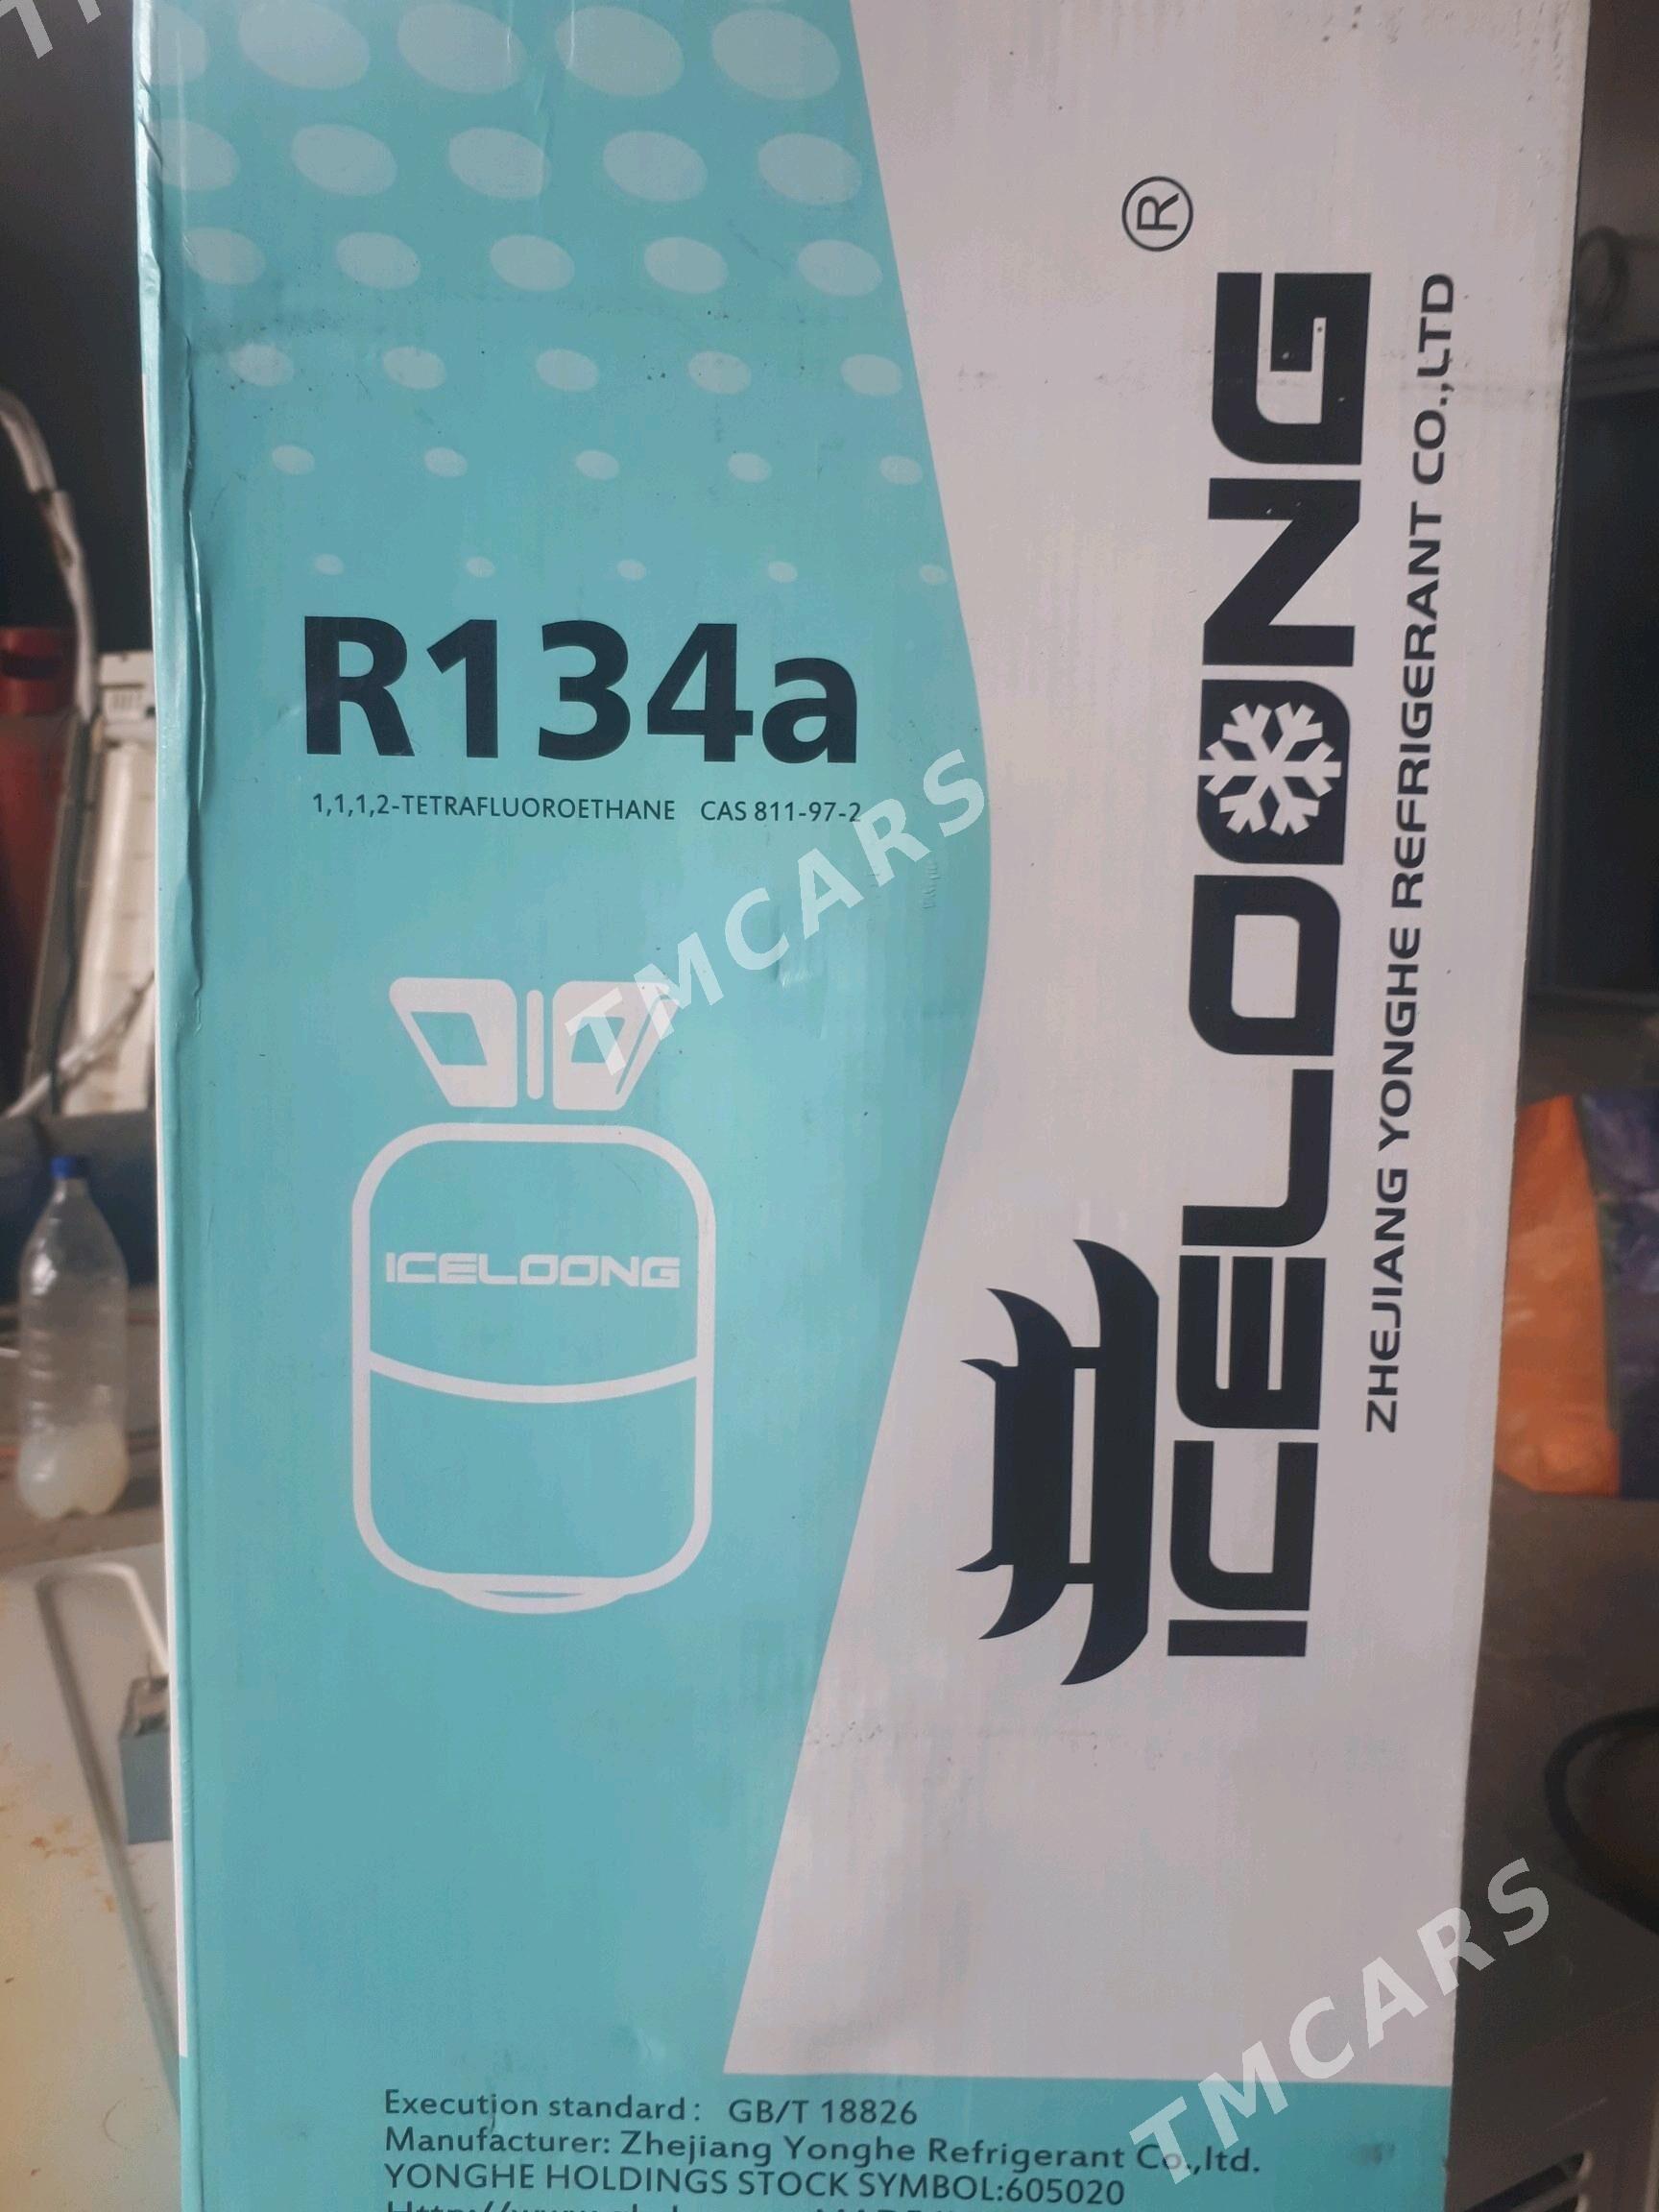 R134a
1,1,1,2-TETRAFLUOROETHANE CAS 811-97-2
ICELOONG
ICELOONG ®
ZHEJIANG YONGHE REFRIGERANT CO.,LTD
Execution standard: GB/T 18826
Manufacturer: Zhejiang Yonghe Refrigerant Co.,ltd.
YONGHE HOLDINGS STOCK SYMBOL:605020
TMCARS
TMCARS